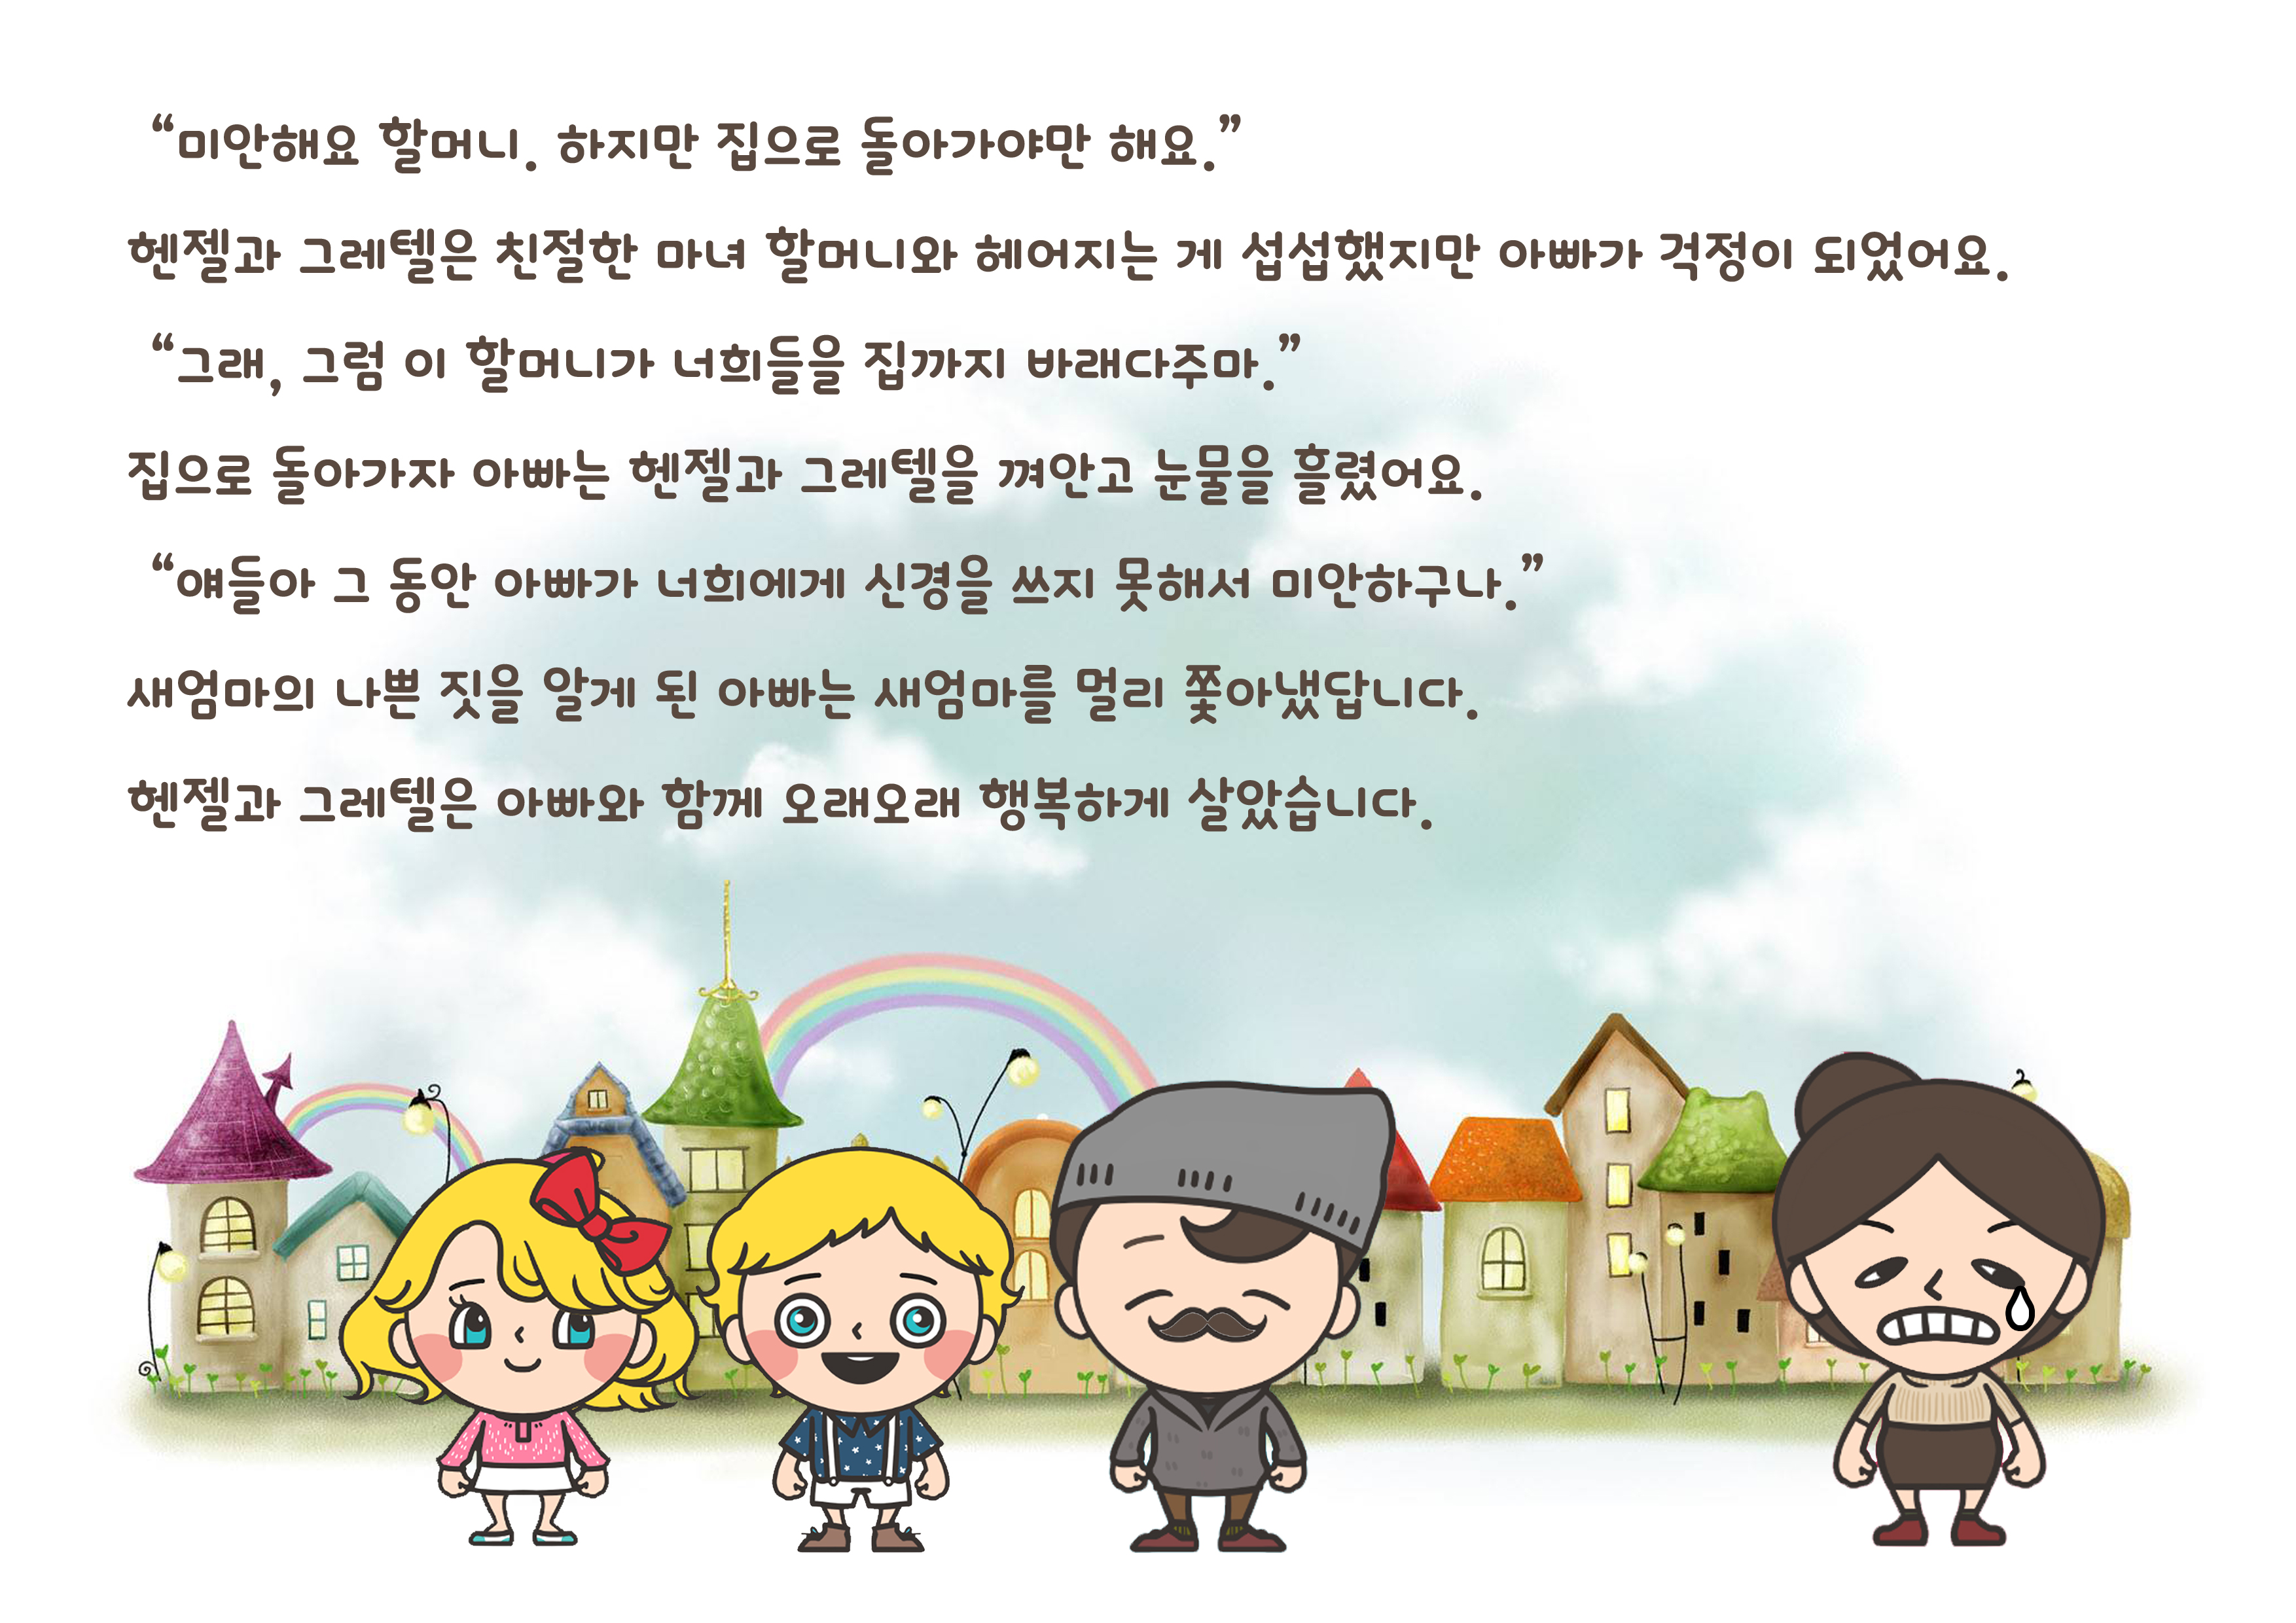 “미안해요 할머니. 하지만 집으로 돌아가야만 해요.”
헨젤과 그레텔은 친절한 마녀 할머니와 헤어지는 게 섭섭했지만 아빠가 걱정이 되었어요.
“그래, 그럼 이 할머니가 너희들을 집까지 바래다주마.”
집으로 돌아가자 아빠는 헨젤과 그레텔을 껴안고 눈물을 흘렸어요.
“얘들아 그 동안 아빠가 너희에게 신경을 쓰지 못해서 미안하구나.”
새엄마의 나쁜 짓을 알게 된 아빠는 새엄마를 멀리 쫓아냈답니다.
헨젤과 그레텔은 아빠와 함께 오래오래 행복하게 살았습니다.